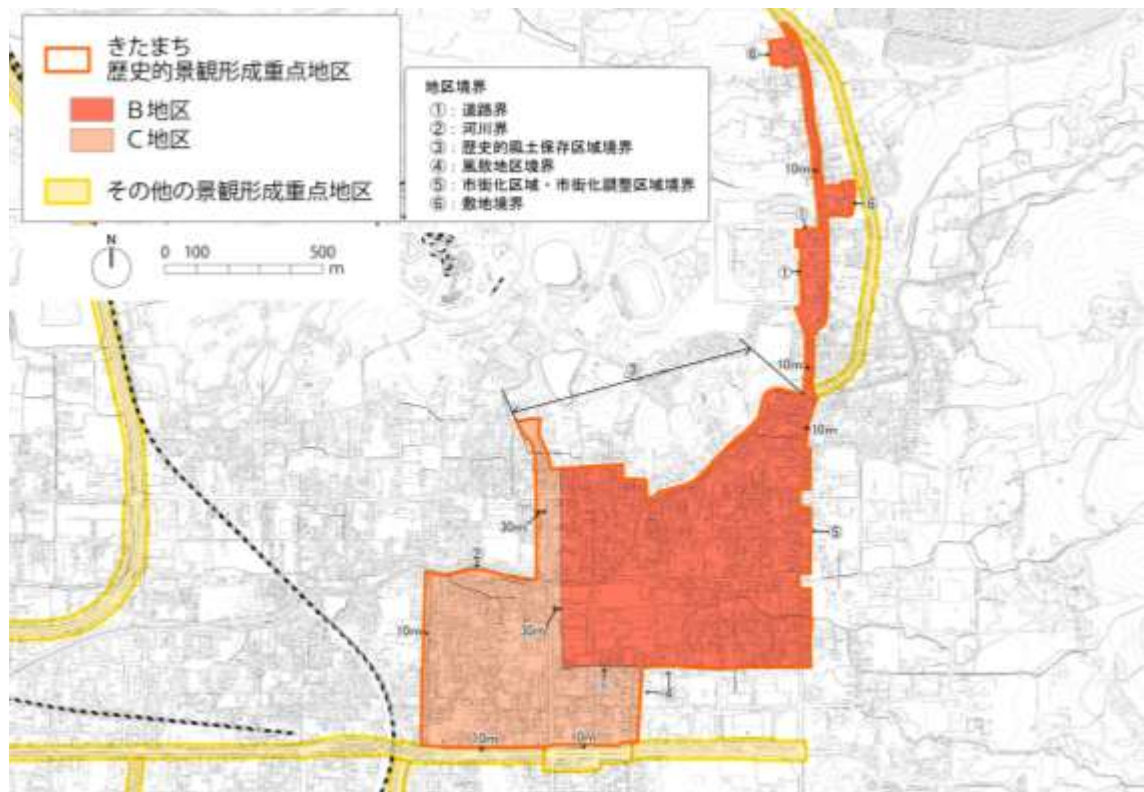 きたまち
歴史的景観形成重点地区
B地区
C地区
その他の景観形成重点地区
N
0 100 500
m
地区境界
①：道路界
②：河川界
③：歴史的風土保存区域境界
④：風致地区境界
⑤：市街化区域・市街化調整区域境界
⑥：敷地境界
⑥
10m
⑥
①
①
10m
10m
30m
⑤
10m
30m
10m
10m